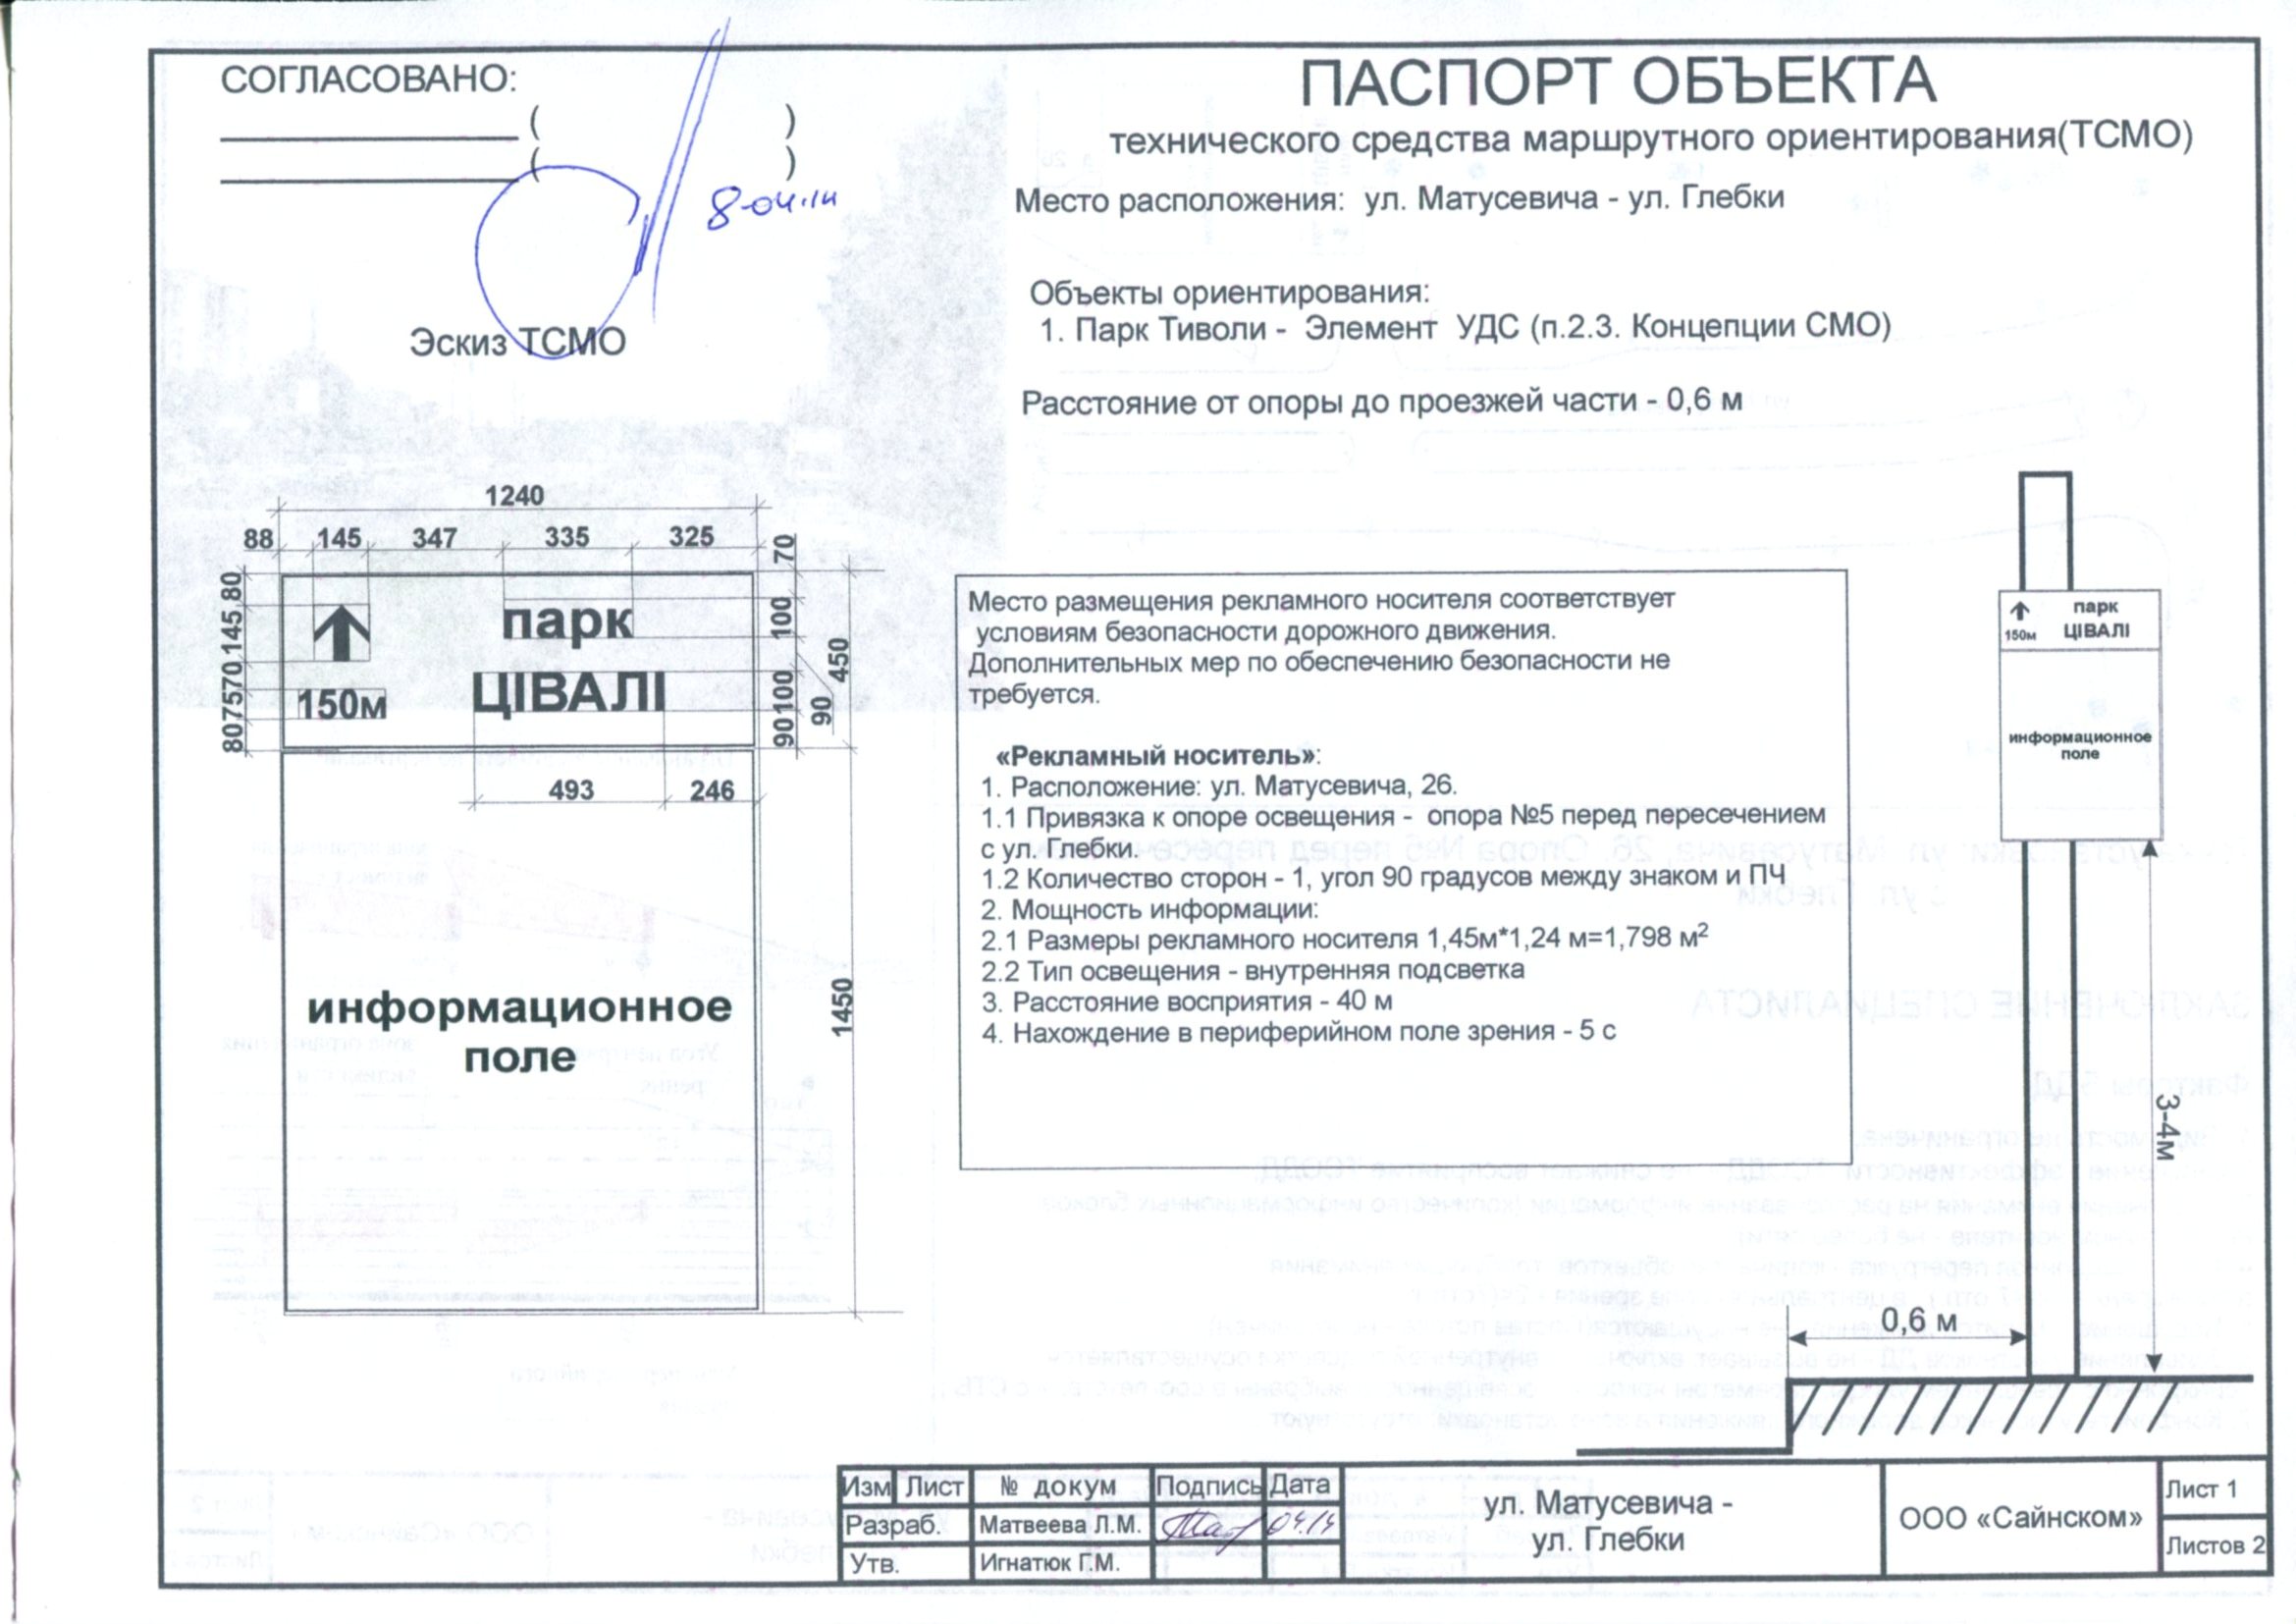 СОГЛАСОВАНО:
( )
( )
8-04.14
Эскиз ТСМО
ПАСПОРТ ОБЪЕКТА
технического средства маршрутного ориентирования(ТСМО)
Место расположения: ул. Матусевича - ул. Глебки
Объекты ориентирования:
1. Парк Тиволи - Элемент УДС (п.2.3. Концепции СМО)
Расстояние от опоры до проезжей части - 0,6 м
1240
88 145 347 335 325
70
100
100
90
90
450
80
145
70
75
80
парк
ЦІВАЛІ
150м
493 246
1450
информационное
поле
Место размещения рекламного носителя соответствует
условиям безопасности дорожного движения.
Дополнительных мер по обеспечению безопасности не
требуется.
«Рекламный носитель»:
1. Расположение: ул. Матусевича, 26.
1.1 Привязка к опоре освещения - опора №5 перед пересечением
с ул. Глебки.
1.2 Количество сторон - 1, угол 90 градусов между знаком и ПЧ
2. Мощность информации:
2.1 Размеры рекламного носителя 1,45м*1,24 м=1,798 м²
2.2 Тип освещения - внутренняя подсветка
3. Расстояние восприятия - 40 м
4. Нахождение в периферийном поле зрения - 5 с
парк
150м ЦІВАЛІ
информационное
поле
3-4м
0,6 м
Изм Лист № докум Подпись Дата
Разраб. Матвеева Л.М. 04.14
Утв. Игнатюк Г.М.
ул. Матусевича -
ул. Глебки
ООО «Сайнском»
Лист 1
Листов 2